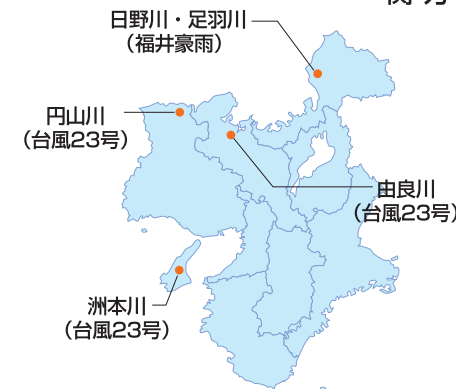 日野川・足羽川
（福井豪雨）
円山川
（台風23号）
由良川
（台風23号）
洲本川
（台風23号）